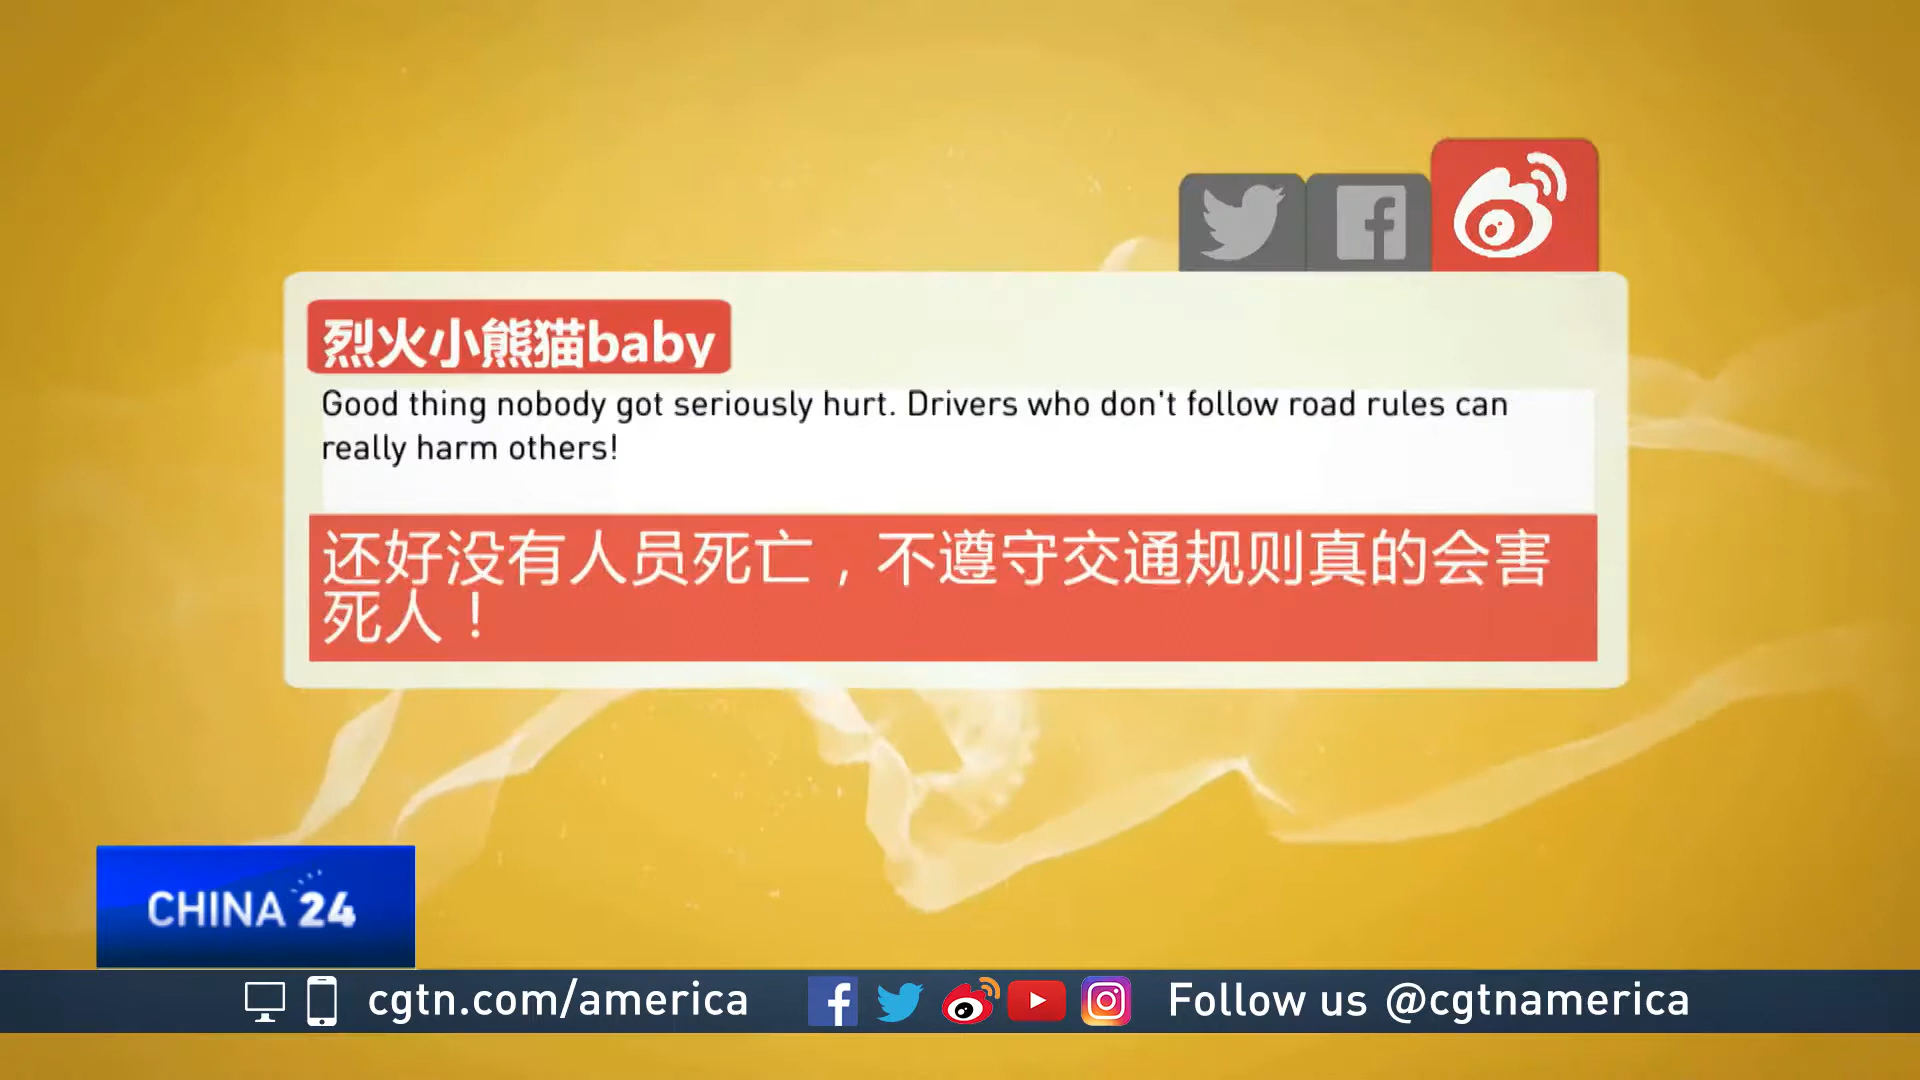 烈火小熊猫baby
Good thing nobody got seriously hurt. Drivers who don't follow road rules can
really harm others!
还好没有人员死亡，不遵守交通规则真的会害
死人！
CHINA 24
cgtn.com/america
Follow us @cgtnamerica